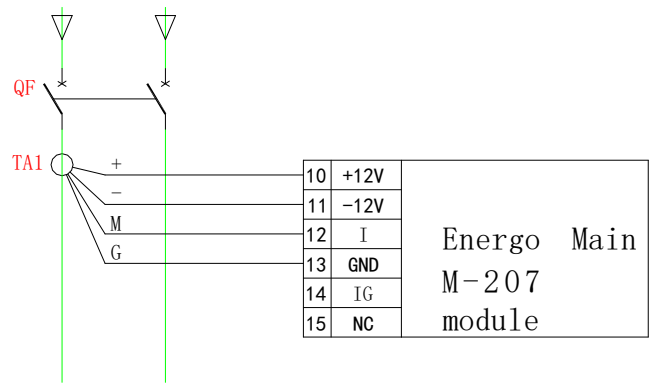 QF
TA1
+
−
M
G
10 +12V
11 −12V
12 I
13 GND
14 IG
15 NC
Energo Main
M-207
module